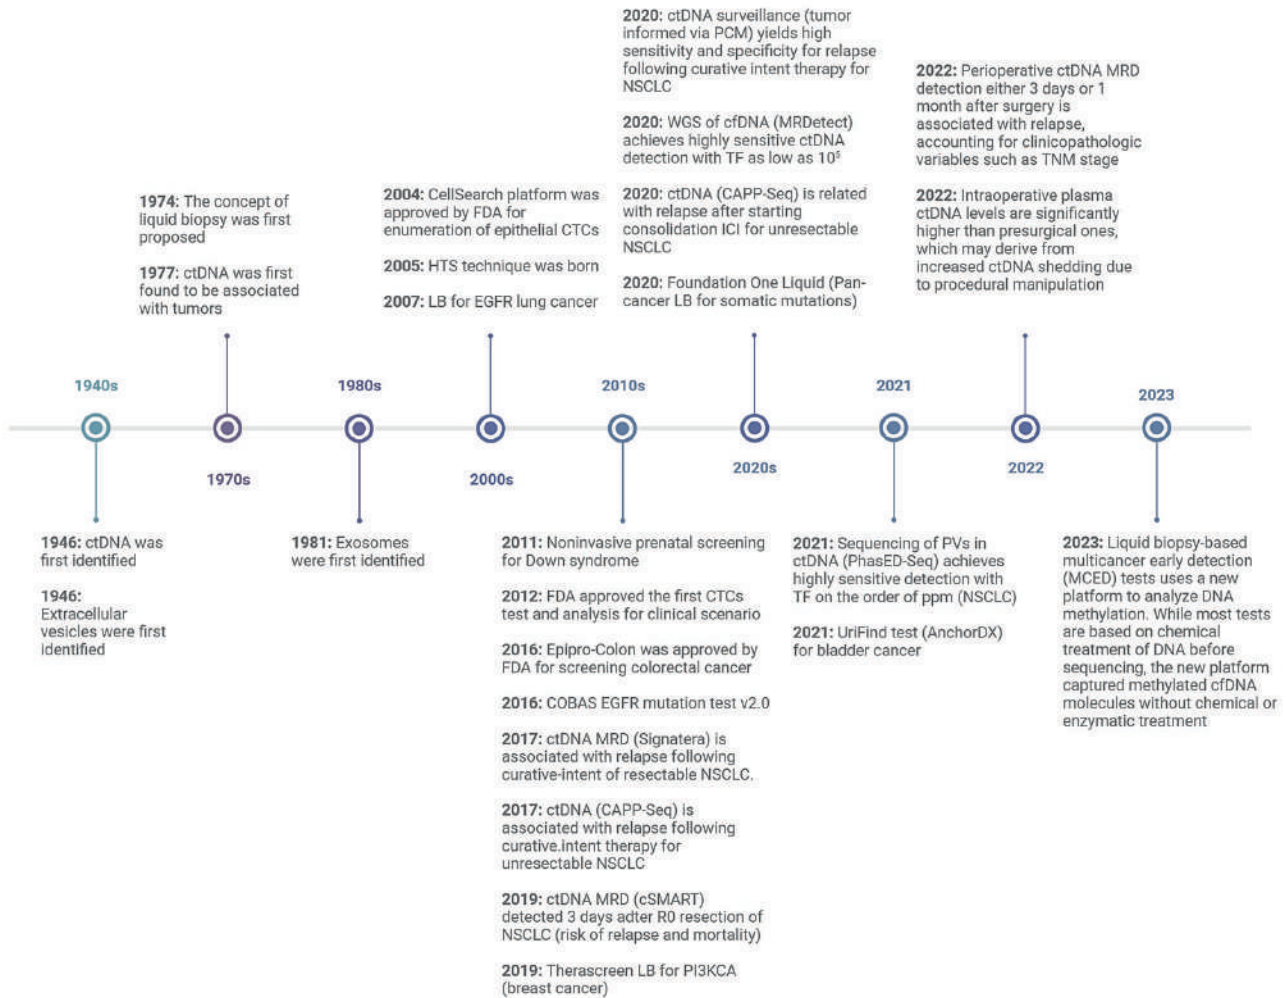 1940s
1946: ctDNA was
first identified
1946:
Extracellular
vesicles were first
identified
1974: The concept of
liquid biopsy was first
proposed
1977: ctDNA was first
found to be associated
with tumors
1970s
1980s
1981: Exosomes
were first identified
2004: CellSearch platform was
approved by FDA for
enumeration of epithelial CTCs
2005: HTS technique was born
2007: LB for EGFR lung cancer
2000s
2010s
2011: Noninvasive prenatal screening
for Down syndrome
2012: FDA approved the first CTCs
test and analysis for clinical scenario
2016: Epipro-Colon was approved by
FDA for screening colorectal cancer
2016: COBAS EGFR mutation test v2.0
2017: ctDNA MRD (Signatera) is
associated with relapse following
curative-intent of resectable NSCLC.
2017: ctDNA (CAPP-Seq) is
associated with relapse following
curative.intent therapy for
unresectable NSCLC
2019: ctDNA MRD (cSMART)
detected 3 days adter R0 resection of
NSCLC (risk of relapse and mortality)
2019: Therascreen LB for PI3KCA
(breast cancer)
2020: ctDNA surveillance (tumor
informed via PCM) yields high
sensitivity and specificity for relapse
following curative intent therapy for
NSCLC
2020: WGS of cfDNA (MRDetect)
achieves highly sensitive ctDNA
detection with TF as low as 10⁵
2020: ctDNA (CAPP-Seq) is related
with relapse after starting
consolidation ICI for unresectable
NSCLC
2020: Foundation One Liquid (Pan-
cancer LB for somatic mutations)
2020s
2021
2021: Sequencing of PVs in
ctDNA (PhasED-Seq) achieves
highly sensitive detection with
TF on the order of ppm (NSCLC)
2021: UriFind test (AnchorDX)
for bladder cancer
2022: Perioperative ctDNA MRD
detection either 3 days or 1
month after surgery is
associated with relapse,
accounting for clinicopathologic
variables such as TNM stage
2022: Intraoperative plasma
ctDNA levels are significantly
higher than presurgical ones,
which may derive from
increased ctDNA shedding due
to procedural manipulation
2022
2023
2023: Liquid biopsy-based
multicancer early detection
(MCED) tests uses a new
platform to analyze DNA
methylation. While most tests
are based on chemical
treatment of DNA before
sequencing, the new platform
captured methylated cfDNA
molecules without chemical or
enzymatic treatment